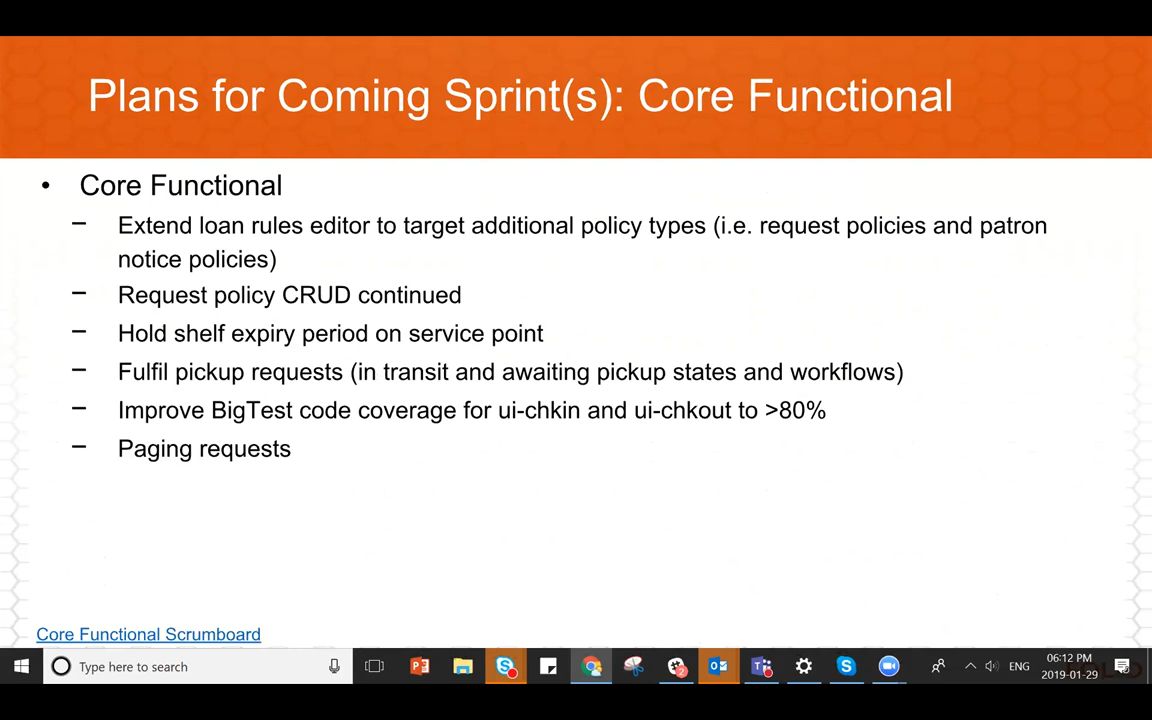 Plans for Coming Sprint(s): Core Functional
• Core Functional
– Extend loan rules editor to target additional policy types (i.e. request policies and patron
notice policies)
– Request policy CRUD continued
– Hold shelf expiry period on service point
– Fulfil pickup requests (in transit and awaiting pickup states and workflows)
– Improve BigTest code coverage for ui-chkin and ui-chkout to >80%
– Paging requests
Core Functional Scrumboard
Type here to search
ENG
06:12 PM
2019-01-29